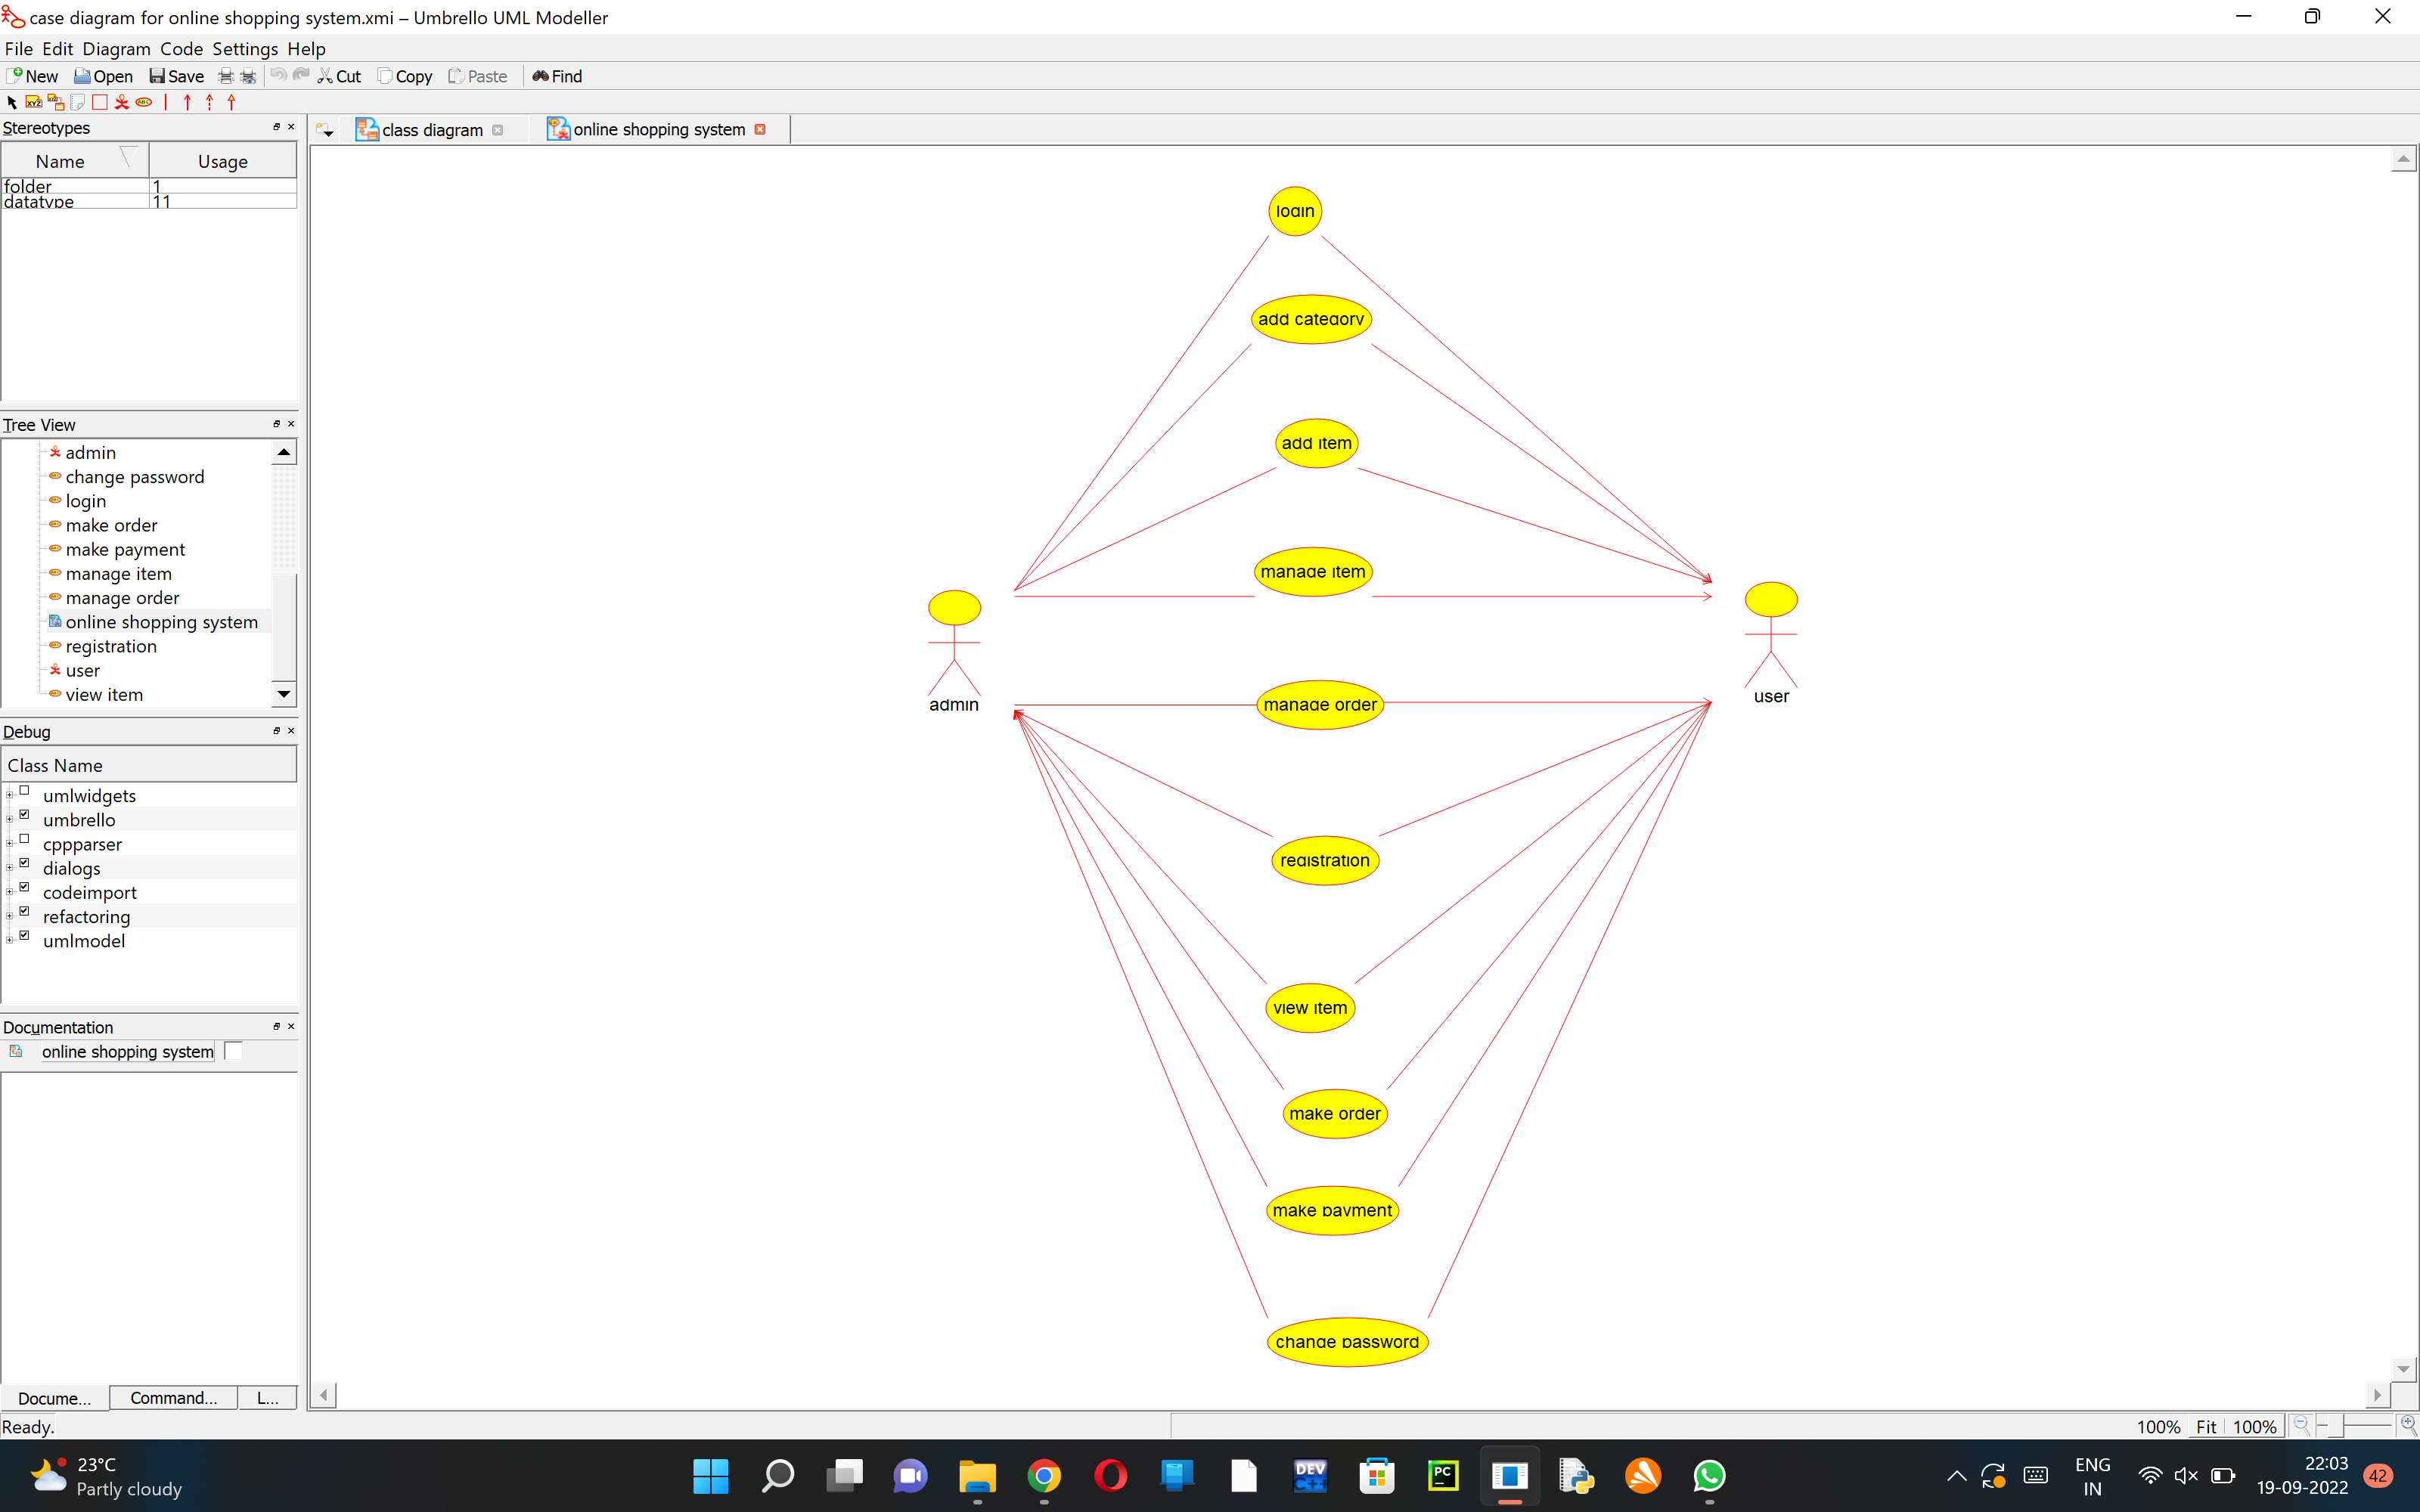 case diagram for online shopping system.xmi – Umbrello UML Modeller
File Edit Diagram Code Settings Help
New Open Save Cut Copy Paste Find
Stereotypes
Name Usage
folder 1
datatype 11
Tree View
admin
change password
login
make order
make payment
manage item
manage order
online shopping system
registration
user
view item
Debug
Class Name
umlwidgets
umbrello
cppparser
dialogs
codeimport
refactoring
umlmodel
Documentation
online shopping system
Docume... Command... L...
Ready.
class diagram online shopping system
login
add category
add item
manage item
admin
user
manage order
registration
view item
make order
make payment
change password
100% Fit 100%
23°C
Partly cloudy
DEV
C++
PC
ENG
IN
22:03
19-09-2022
42